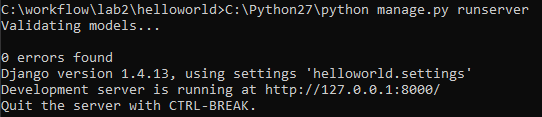 C:\workflow\lab2\helloworld>C:\Python27\python manage.py runserver
Validating models...
0 errors found
Django version 1.4.13, using settings 'helloworld.settings'
Development server is running at http://127.0.0.1:8000/
Quit the server with CTRL-BREAK.